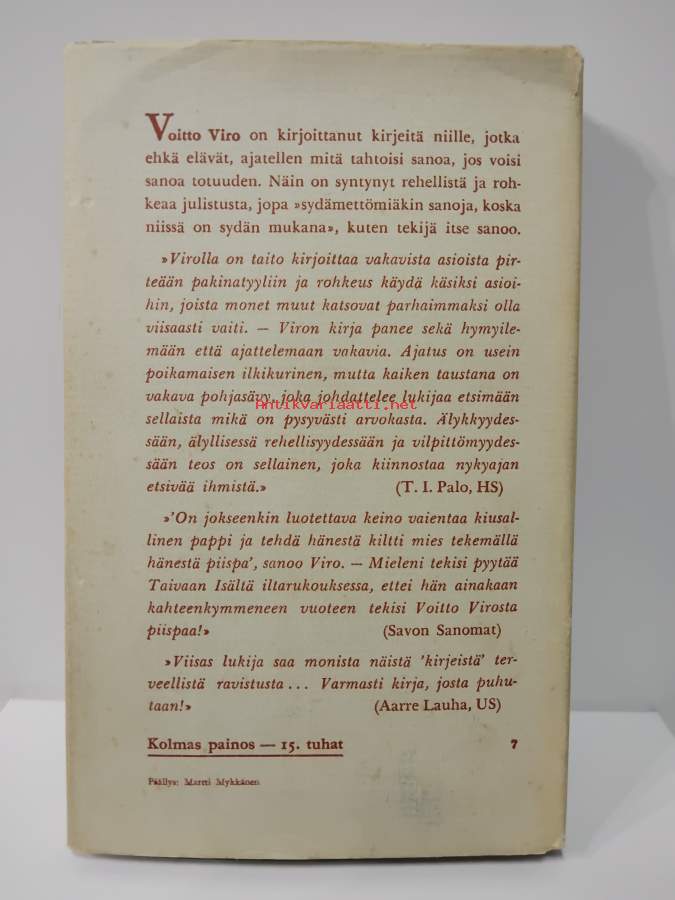 Voitto Viro on kirjoittanut kirjeitä niille, jotka
ehkä elävät, ajatellen mitä tahtoisi sanoa, jos voisi
sanoa totuuden. Näin on syntynyt rehellistä ja roh-
keaa julistusta, jopa »sydämettömiäkin sanoja, koska
niissä on sydän mukana», kuten tekijä itse sanoo.
»Virolla on taito kirjoittaa vakavista asioista pir-
teään pakinatyyliin ja rohkeus käydä käsiksi asioi-
hin, joista monet muut katsovat parhaimmaksi olla
viisaasti vaiti. — Viron kirja panee sekä hymyile-
mään että ajattelemaan vakavia. Ajatus on usein
poikamaisen ilkikurinen, mutta kaiken taustana on
vakava pohjasävy, joka johdattelee lukijaa etsimään
Antikvariaatti.net
sellaista mikä on pysyvästi arvokasta. Älykkyydes-
sään, älyllisessä rehellisyydessään ja vilpittömyydes-
sään teos on sellainen, joka kiinnostaa nykyajan
etsivää ihmistä.» (T. I. Palo, HS)
»'On jokseenkin luotettava keino vaientaa kiusal-
linen pappi ja tehdä hänestä kiltti mies tekemällä
hänestä piispa', sanoo Viro. — Mieleni tekisi pyytää
Taivaan Isältä iltarukouksessa, ettei hän ainakaan
kahteenkymmeneen vuoteen tekisi Voitto Virosta
piispaa!» (Savon Sanomat)
»Viisas lukija saa monista näistä 'kirjeistä' ter-
veellistä ravistusta... Varmasti kirja, josta puhu-
taan!» (Aarre Lauha, US)
Kolmas painos — 15. tuhat 7
Päällys: Martti Mykkänen